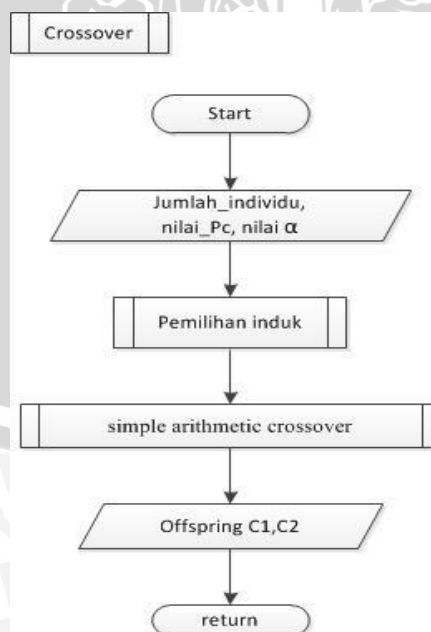 Crossover
Start
Jumlah_individu,
nilai_Pc, nilai α
Pemilihan induk
simple arithmetic crossover
Offspring C1,C2
return